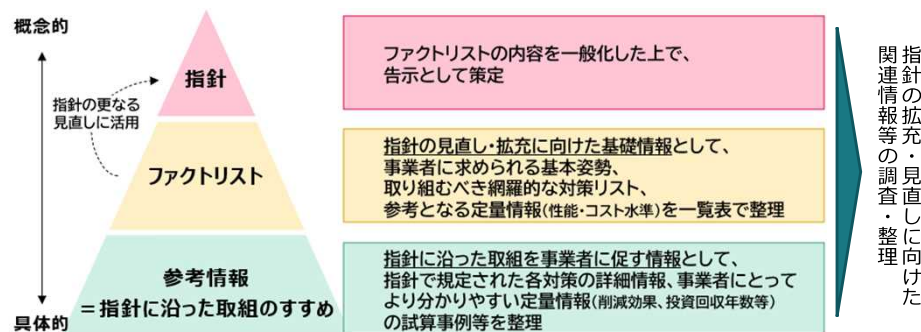 概念的
指針
指針の更なる
見直しに活用
ファクトリスト
参考情報
＝指針に沿った取組のすすめ
具体的
ファクトリストの内容を一般化した上で、
告示として策定
指針の見直し・拡充に向けた基礎情報として、
事業者に求められる基本姿勢、
取り組むべき網羅的な対策リスト、
参考となる定量情報(性能・コスト水準)を一覧表で整理
指針に沿った取組を事業者に促す情報として、
指針で規定された各対策の詳細情報、事業者にとって
より分かりやすい定量情報(削減効果、投資回収年数等)
の試算事例等を整理
指針の拡充・見直しに向けた
関連情報等の調査・整理